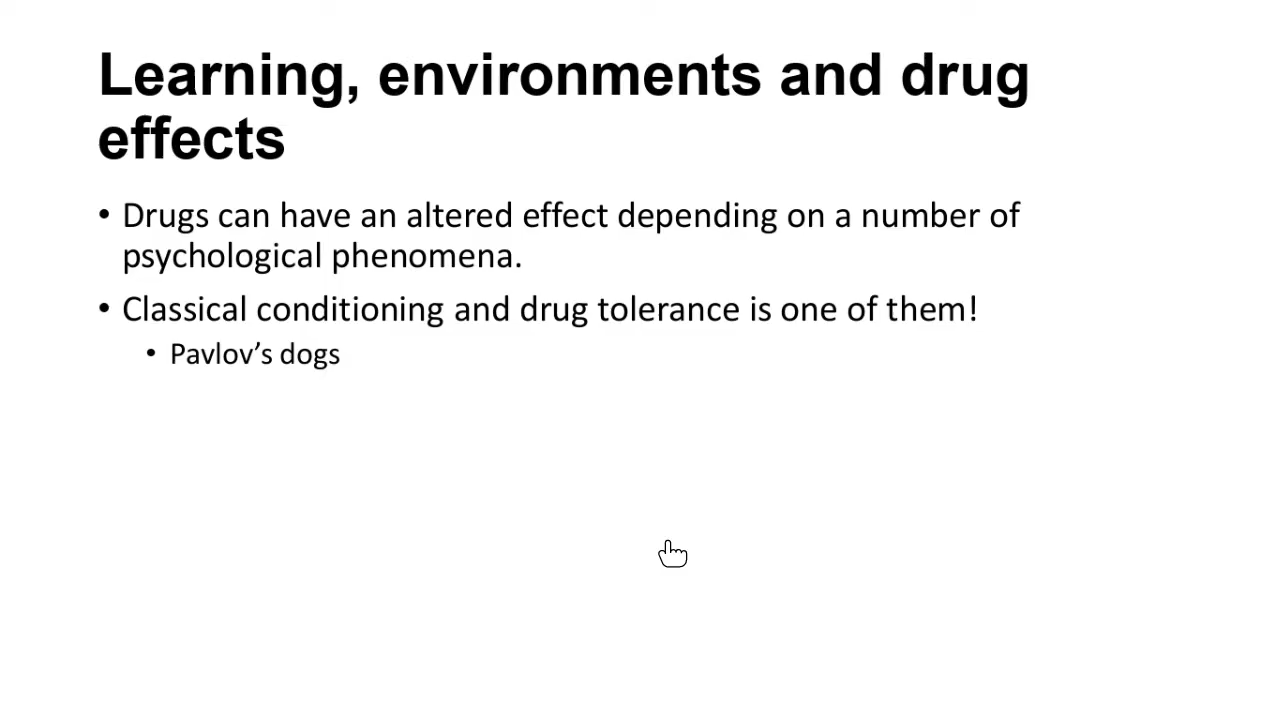 Learning, environments and drug
effects
• Drugs can have an altered effect depending on a number of
psychological phenomena.
• Classical conditioning and drug tolerance is one of them!
• Pavlov’s dogs